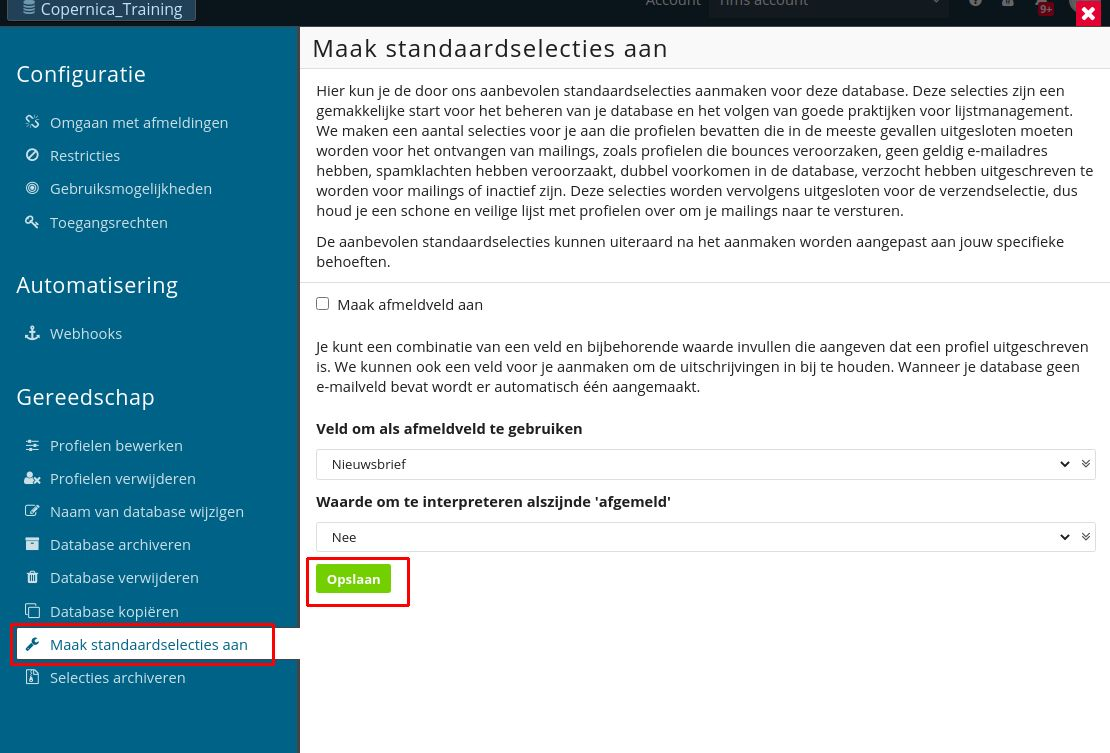 Copernica_Training
Account
9+
Configuratie
Omgaan met afmeldingen
Restricties
Gebruiksmogelijkheden
Toegangsrechten
Automatisering
Webhooks
Gereedschap
Profielen bewerken
Profielen verwijderen
Naam van database wijzigen
Database archiveren
Database verwijderen
Database kopiëren
Maak standaardselecties aan
Selecties archiveren
Maak standaardselecties aan
Hier kun je de door ons aanbevolen standaardselecties aanmaken voor deze database. Deze selecties zijn een
gemakkelijke start voor het beheren van je database en het volgen van goede praktijken voor lijstmanagement.
We maken een aantal selecties voor je aan die profielen bevatten die in de meeste gevallen uitgesloten moeten
worden voor het ontvangen van mailings, zoals profielen die bounces veroorzaken, geen geldig e-mailadres
hebben, spamklachten hebben veroorzaakt, dubbel voorkomen in de database, verzocht hebben uitgeschreven te
worden voor mailings of inactief zijn. Deze selecties worden vervolgens uitgesloten voor de verzendselectie, dus
houd je een schone en veilige lijst met profielen over om je mailings naar te versturen.
De aanbevolen standaardselecties kunnen uiteraard na het aanmaken worden aangepast aan jouw specifieke
behoeften.
Maak afmeldveld aan
Je kunt een combinatie van een veld en bijbehorende waarde invullen die aangeven dat een profiel uitgeschreven
is. We kunnen ook een veld voor je aanmaken om de uitschrijvingen in bij te houden. Wanneer je database geen
e-mailveld bevat wordt er automatisch één aangemaakt.
Veld om als afmeldveld te gebruiken
Nieuwsbrief
Waarde om te interpreteren alszijnde 'afgemeld'
Nee
Opslaan